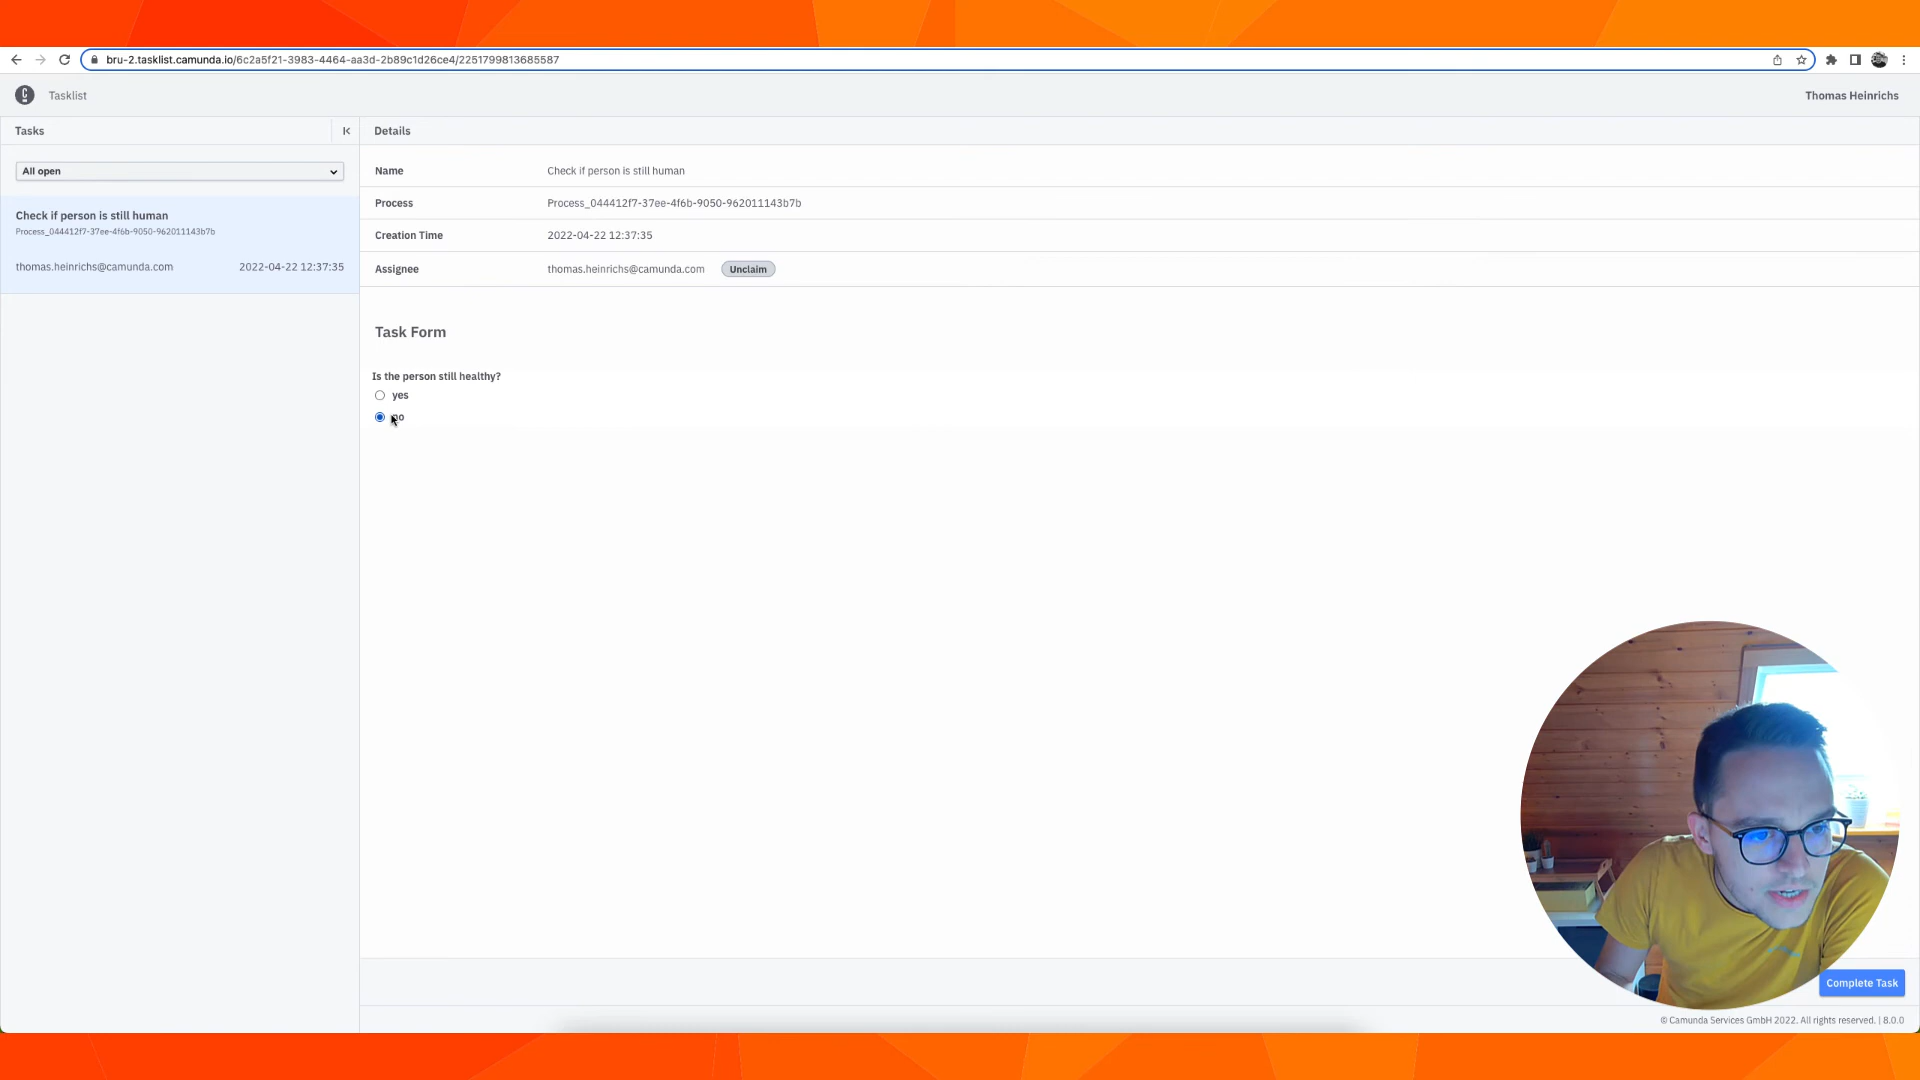 bru-2.tasklist.camunda.io/6c2a5f21-3983-4464-aa3d-2b89c1d26ce4/2251799813685587
Tasklist
Thomas Heinrichs
Tasks
Details
All open
Check if person is still human
Process_044412f7-37ee-4f6b-9050-962011143b7b
thomas.heinrichs@camunda.com 2022-04-22 12:37:35
Name Check if person is still human
Process Process_044412f7-37ee-4f6b-9050-962011143b7b
Creation Time 2022-04-22 12:37:35
Assignee thomas.heinrichs@camunda.com Unclaim
Task Form
Is the person still healthy?
yes
no
Complete Task
© Camunda Services GmbH 2022. All rights reserved. | 8.0.0